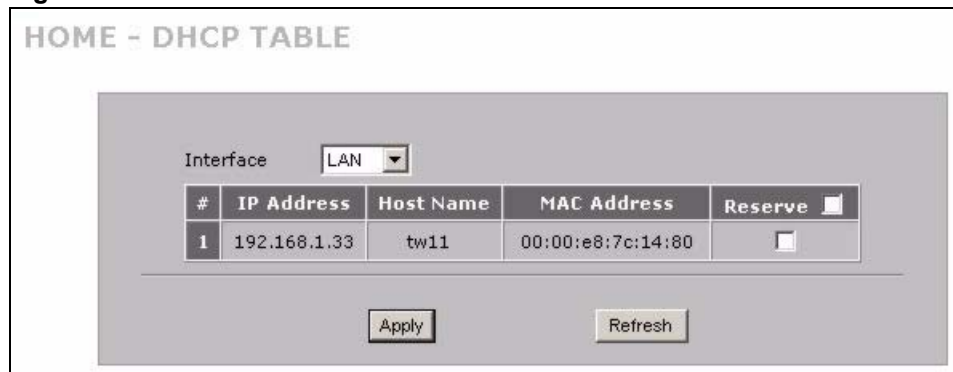 HOME - DHCP TABLE
Interface LAN
# IP Address Host Name MAC Address Reserve
1 192.168.1.33 tw11 00:00:e8:7c:14:80
Apply Refresh